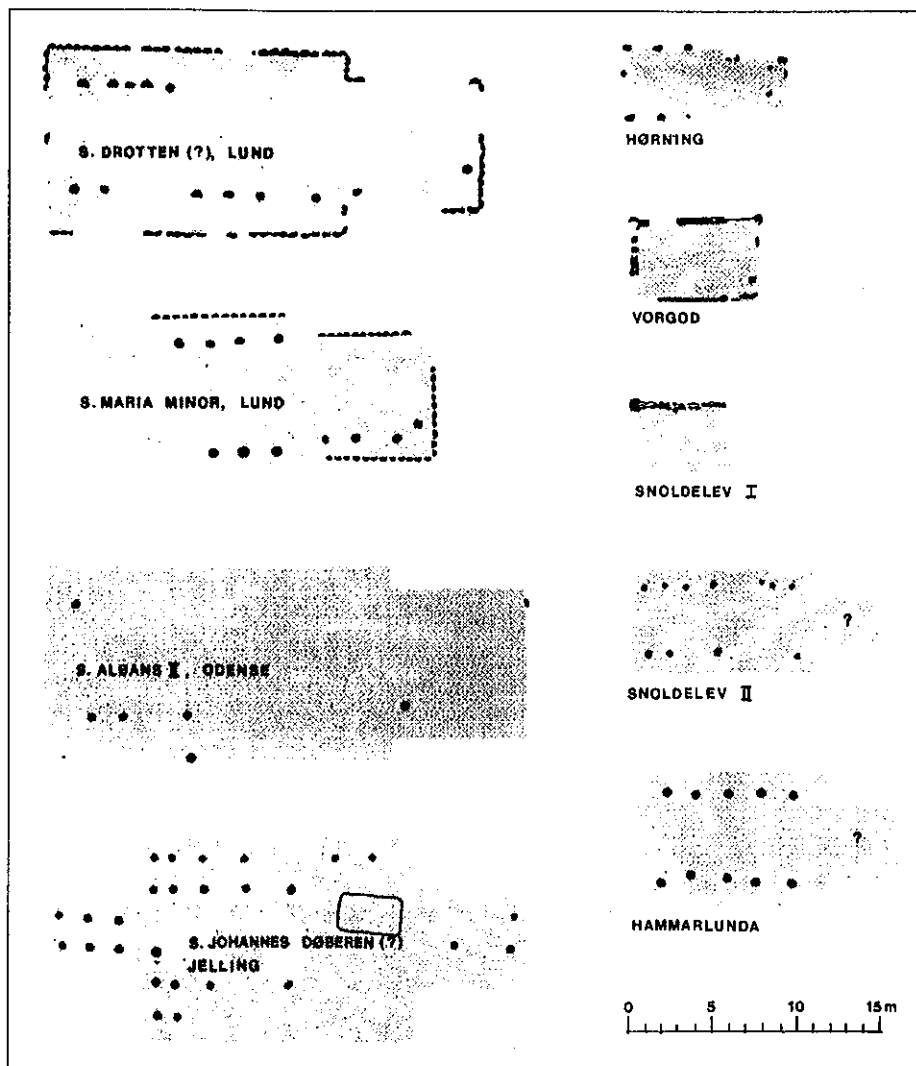 S. DROTTEN (?), LUND
S. MARIA MINOR, LUND
S. ALBANS II, ODENSE
S. JOHANNES DØBEREN (?)
JELLING
HØRNING
VORGOD
SNOLDELEV I
?
SNOLDELEV II
?
HAMMARLUNDA
0 5 10 15 m